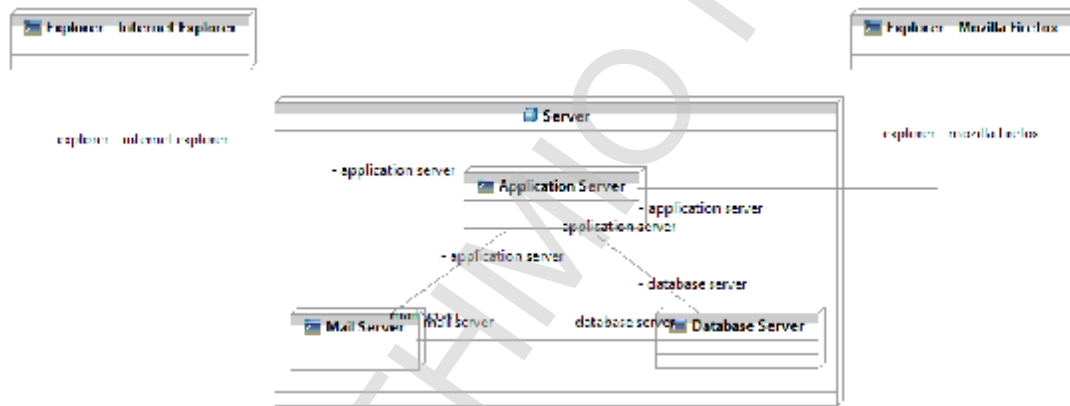 Explorer - Internet Explorer
Explorer - Mozilla Firefox
Server
explorer - internet explorer
explorer - mozilla firefox
- application server
Application Server
- application server
application server
- application server
- database server
Mail Server
mail server
database server
Database Server